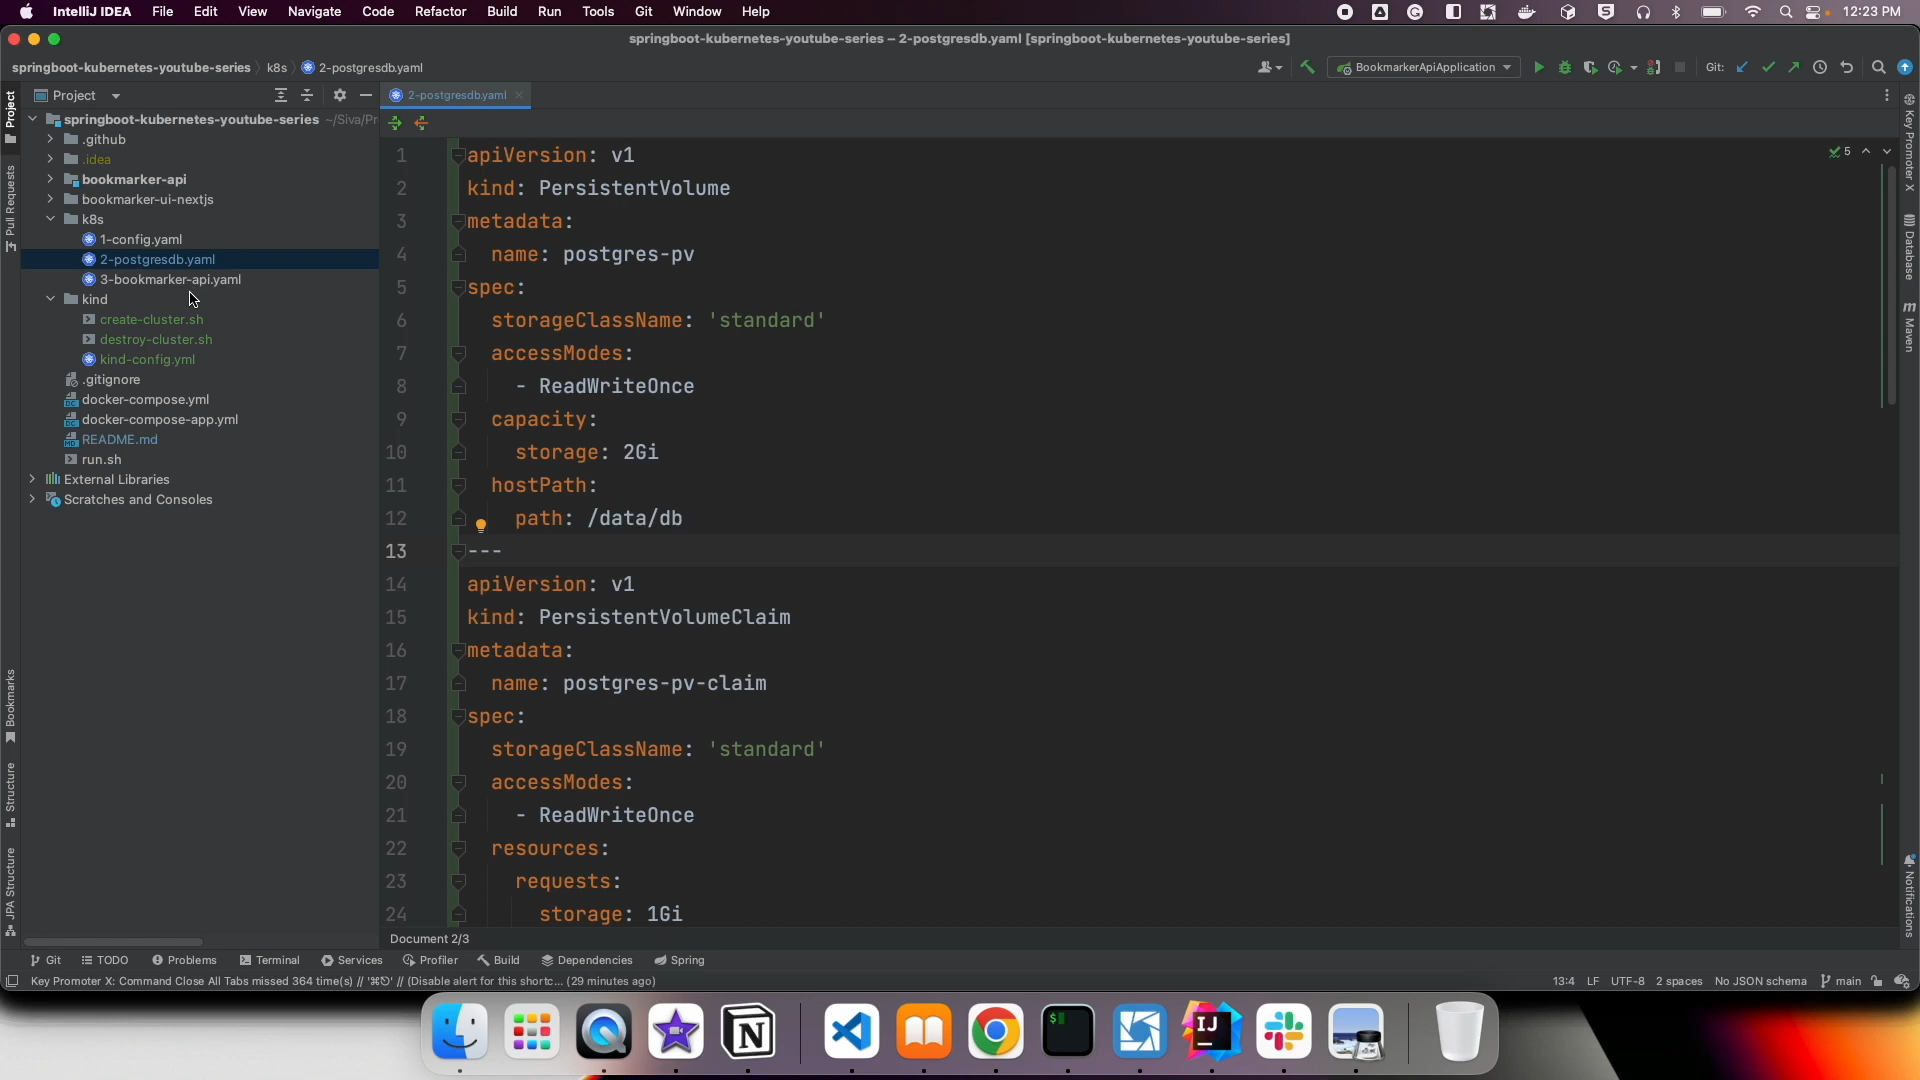 IntelliJ IDEA File Edit View Navigate Code Refactor Build Run Tools Git Window Help 12:23 PM
springboot-kubernetes-youtube-series – 2-postgresdb.yaml [springboot-kubernetes-youtube-series]
springboot-kubernetes-youtube-series k8s 2-postgresdb.yaml BookmarkerApiApplication Git:
Project
2-postgresdb.yaml
springboot-kubernetes-youtube-series ~/Siva/Pr
.github
.idea
bookmarker-api
bookmarker-ui-nextjs
k8s
1-config.yaml
2-postgresdb.yaml
3-bookmarker-api.yaml
kind
create-cluster.sh
destroy-cluster.sh
kind-config.yml
.gitignore
docker-compose.yml
docker-compose-app.yml
README.md
run.sh
External Libraries
Scratches and Consoles
Project
Pull Requests
Bookmarks
Structure
JPA Structure
1 apiVersion: v1
2 kind: PersistentVolume
3 metadata:
4 name: postgres-pv
5 spec:
6 storageClassName: 'standard'
7 accessModes:
8 - ReadWriteOnce
9 capacity:
10 storage: 2Gi
11 hostPath:
12 path: /data/db
13 ---
14 apiVersion: v1
15 kind: PersistentVolumeClaim
16 metadata:
17 name: postgres-pv-claim
18 spec:
19 storageClassName: 'standard'
20 accessModes:
21 - ReadWriteOnce
22 resources:
23 requests:
24 storage: 1Gi
5
Key Promoter X
Database
Maven
Notifications
Document 2/3
Git TODO Problems Terminal Services Profiler Build Dependencies Spring
Key Promoter X: Command Close All Tabs missed 364 time(s) // '⌘⎋' // (Disable alert for this shortc... (29 minutes ago) 13:4 LF UTF-8 2 spaces No JSON schema main